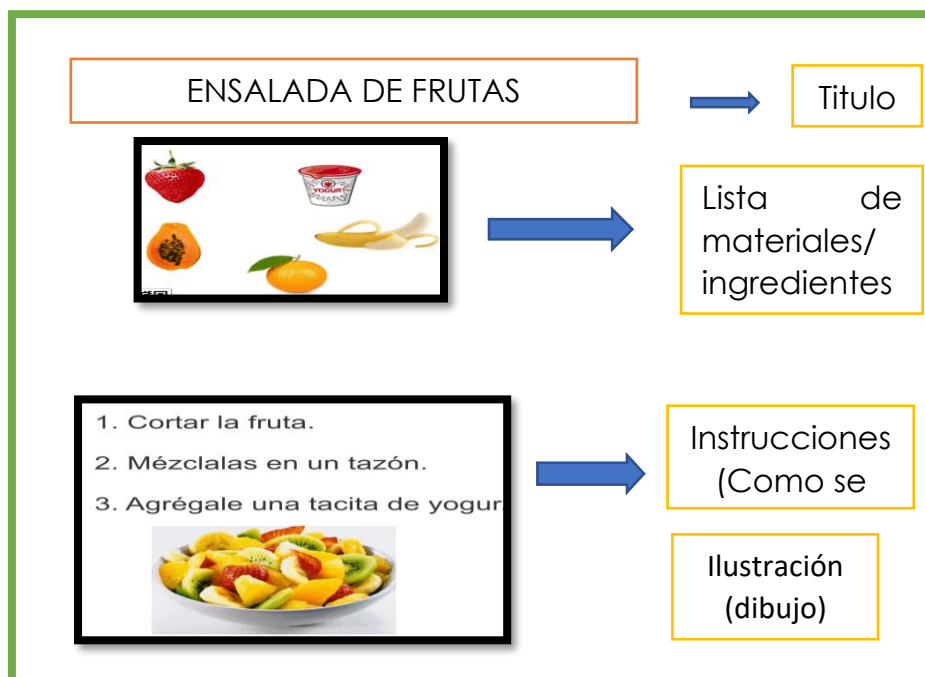 ENSALADA DE FRUTAS
Titulo
YOGURT
Lista de
materiales/
ingredientes
1. Cortar la fruta.
2. Mézclalas en un tazón.
3. Agrégale una tacita de yogur.
Instrucciones
(Como se
Ilustración
(dibujo)